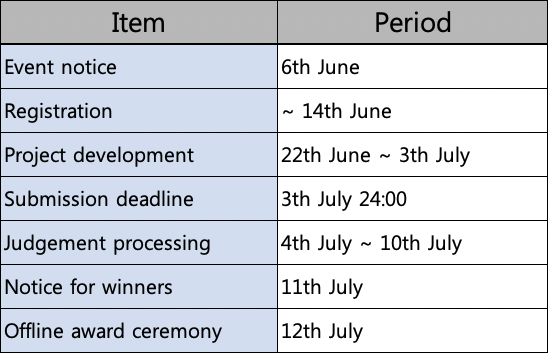 Item Period
Event notice 6th June
Registration ~ 14th June
Project development 22th June ~ 3th July
Submission deadline 3th July 24:00
Judgement processing 4th July ~ 10th July
Notice for winners 11th July
Offline award ceremony 12th July